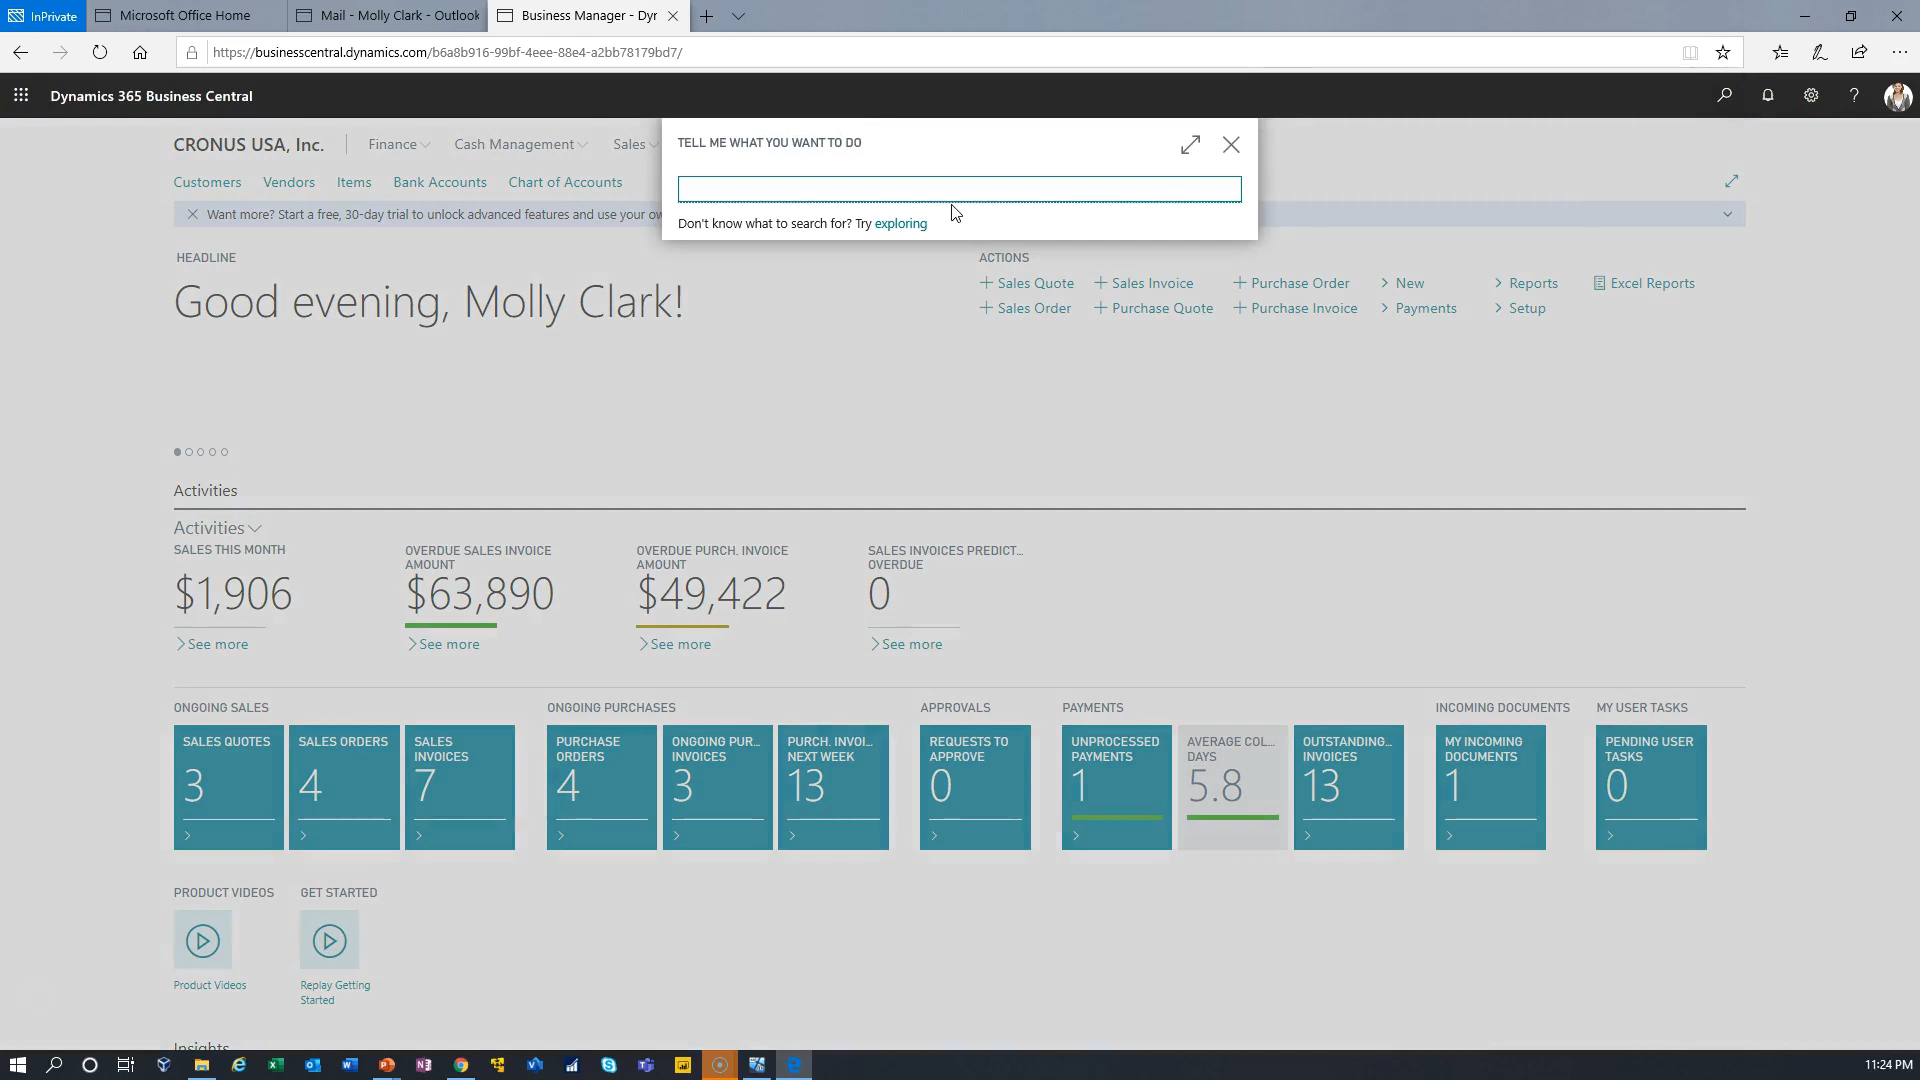 InPrivate
Microsoft Office Home
Mail - Molly Clark - Outlook
Business Manager - Dyr
https://businesscentral.dynamics.com/b6a8b916-99bf-4eee-88e4-a2bb78179bd7/
Dynamics 365 Business Central
CRONUS USA, Inc.
Finance
Cash Management
Sales
Customers
Vendors
Items
Bank Accounts
Chart of Accounts
Want more? Start a free, 30-day trial to unlock advanced features and use your ow
TELL ME WHAT YOU WANT TO DO
Don't know what to search for? Try exploring
HEADLINE
Good evening, Molly Clark!
ACTIONS
Sales Quote
Sales Invoice
Purchase Order
New
Reports
Excel Reports
Sales Order
Purchase Quote
Purchase Invoice
Payments
Setup
Activities
Activities
SALES THIS MONTH
$1,906
See more
OVERDUE SALES INVOICE
AMOUNT
$63,890
See more
OVERDUE PURCH. INVOICE
AMOUNT
$49,422
See more
SALES INVOICES PREDICT...
OVERDUE
0
See more
ONGOING SALES
SALES QUOTES
3
SALES ORDERS
4
SALES
INVOICES
7
ONGOING PURCHASES
PURCHASE
ORDERS
4
ONGOING PUR...
INVOICES
3
PURCH. INVOI...
NEXT WEEK
13
APPROVALS
REQUESTS TO
APPROVE
0
PAYMENTS
UNPROCESSED
PAYMENTS
1
AVERAGE COL...
DAYS
5.8
OUTSTANDING...
INVOICES
13
INCOMING DOCUMENTS
MY INCOMING
DOCUMENTS
1
MY USER TASKS
PENDING USER
TASKS
0
PRODUCT VIDEOS
Product Videos
GET STARTED
Replay Getting
Started
Insights
11:24 PM